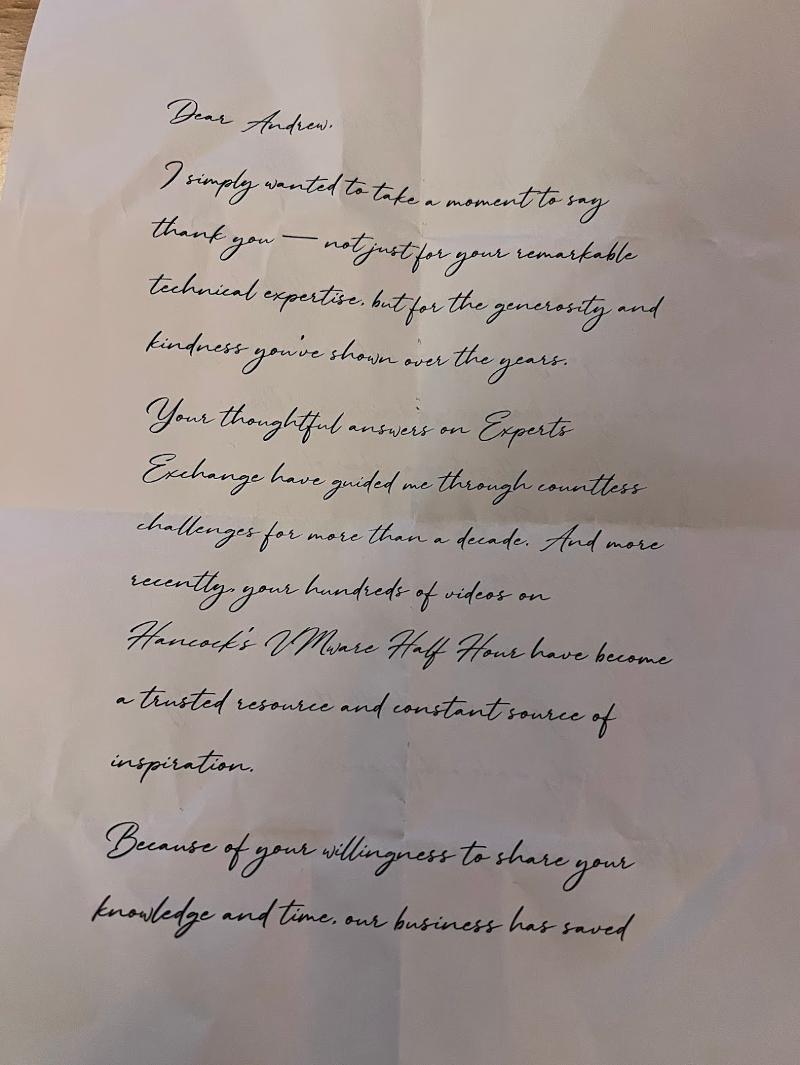 Dear Andrew,
I simply wanted to take a moment to say
thank you — not just for your remarkable
technical expertise, but for the generosity and
kindness you've shown over the years.
Your thoughtful answers on Experts
Exchange have guided me through countless
challenges for more than a decade. And more
recently, your hundreds of videos on
Hancock's VMware Half Hour have become
a trusted resource and constant source of
inspiration.
Because of your willingness to share your
knowledge and time, our business has saved